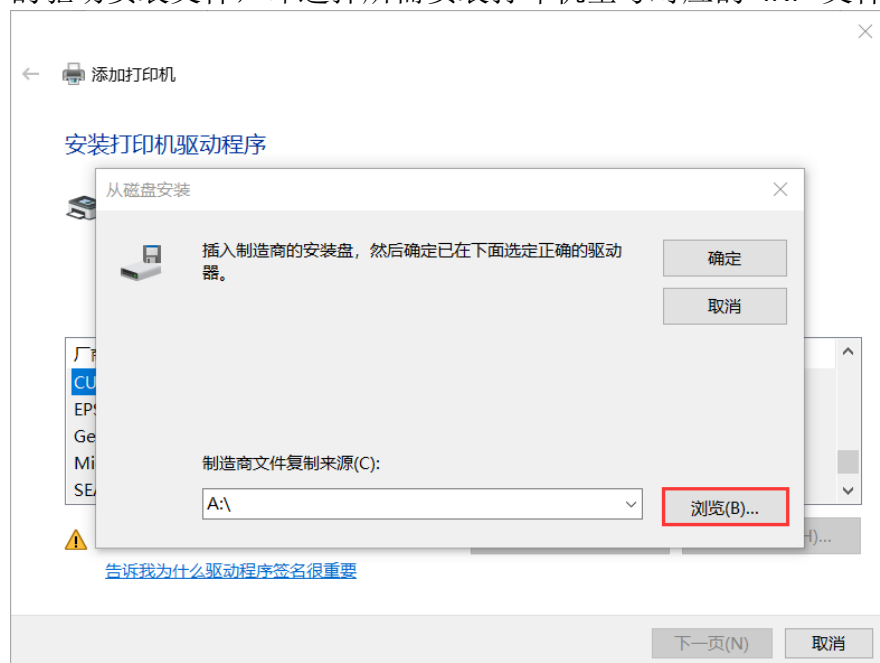 添加打印机
安装打印机驱动程序
从磁盘安装
插入制造商的安装盘，然后确定已在下面选定正确的驱动
器。
确定
取消
厂
CU
EPS
Ge
Mi
SE
制造商文件复制来源(C):
A:\
浏览(B)...
H)...
告诉我为什么驱动程序签名很重要
下一页(N)
取消